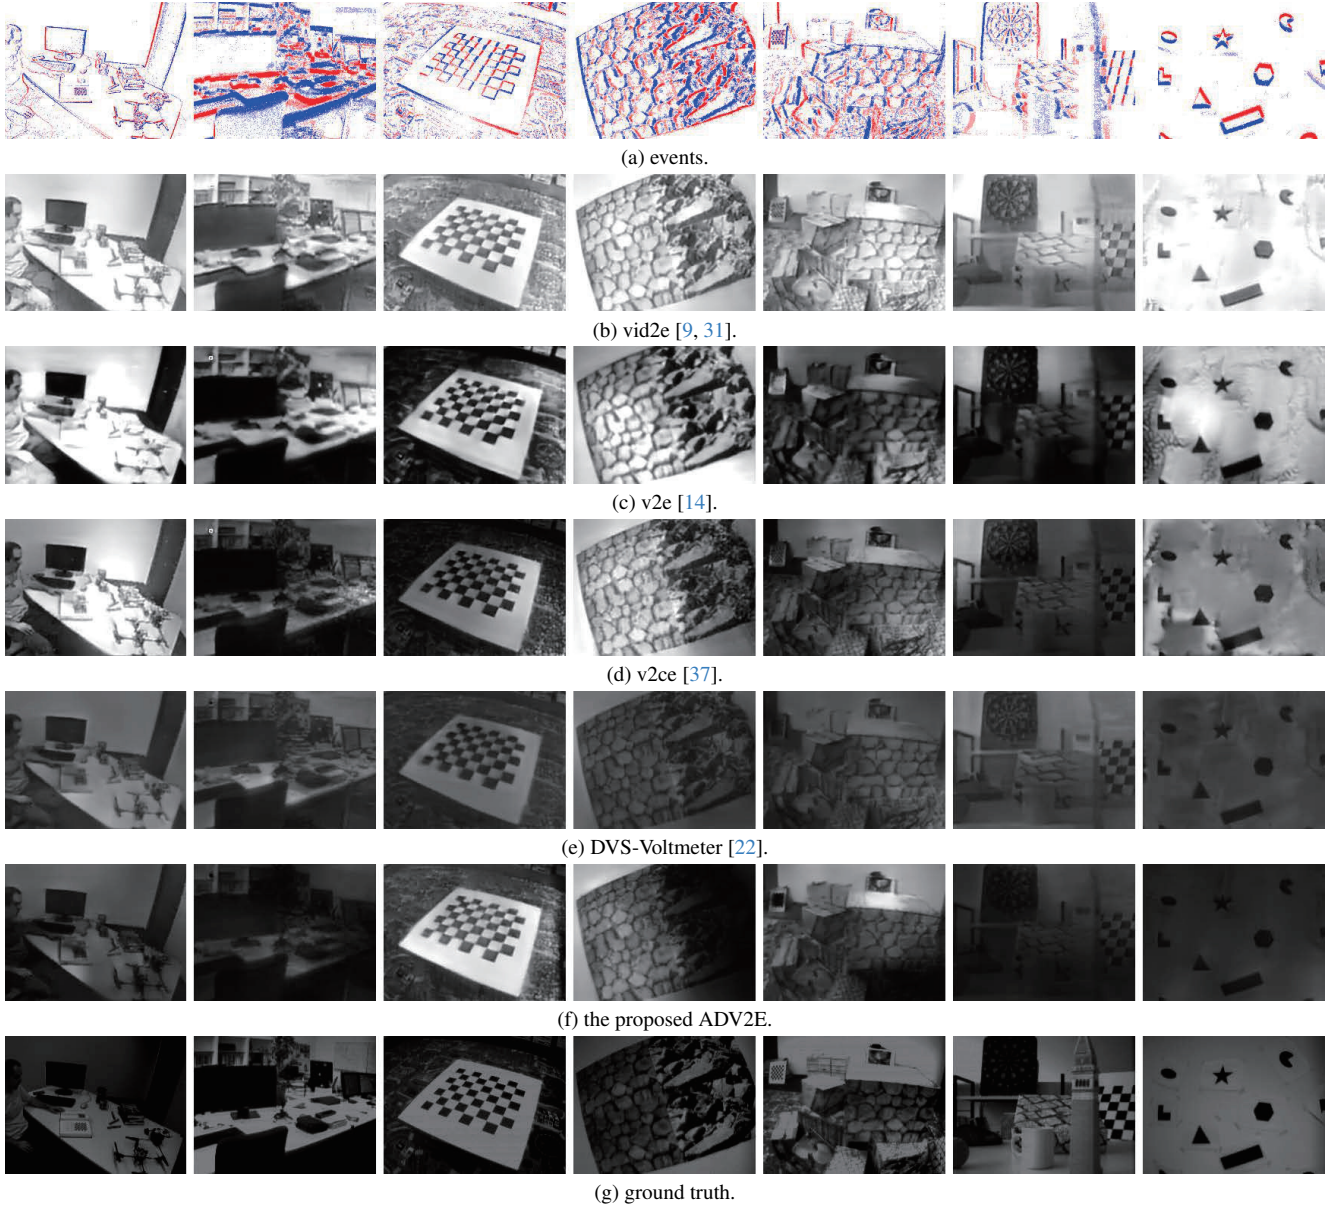 (a) events.
(b) vid2e [9, 31].
(c) v2e [14].
(d) v2ce [37].
(e) DVS-Voltmeter [22].
(f) the proposed ADV2E.
(g) ground truth.